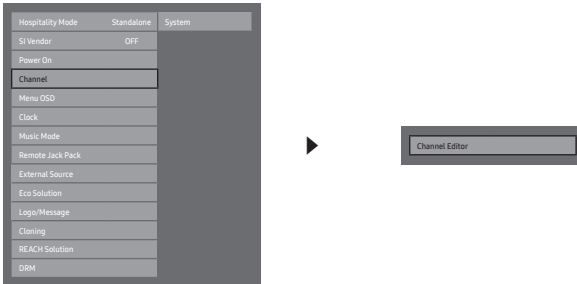 Hospitality Mode Standalone System
SI Vendor OFF
Power On
Channel
Menu OSD
Clock
Music Mode
Remote Jack Pack
External Source
Eco Solution
Logo/Message
Cloning
REACH Solution
DRM
Channel Editor